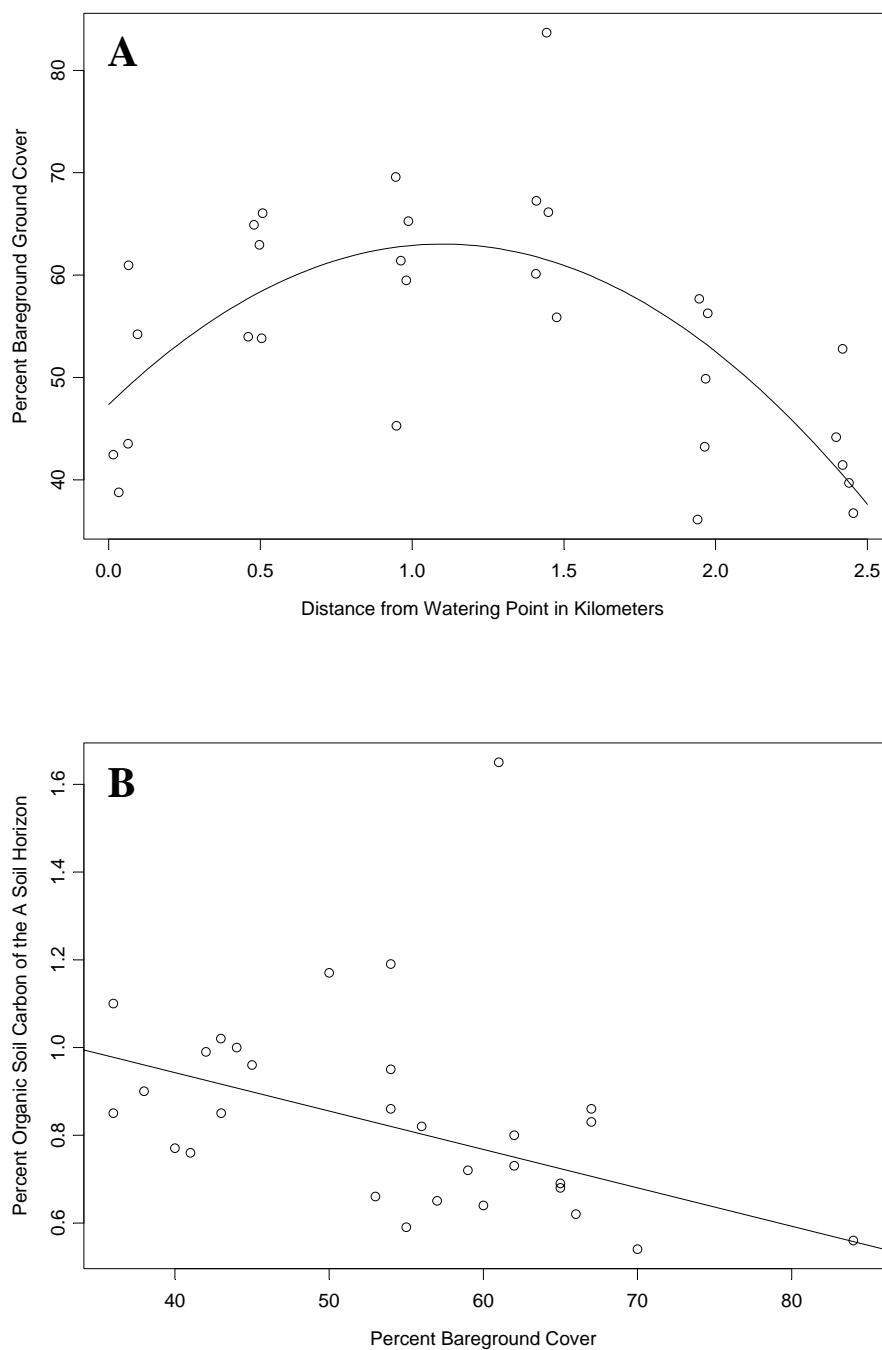 A
Percent Bareground Ground Cover
80
70
60
50
40
0.0 0.5 1.0 1.5 2.0 2.5
Distance from Watering Point in Kilometers
B
Percent Organic Soil Carbon of the A Soil Horizon
1.6
1.4
1.2
1.0
0.8
0.6
40 50 60 70 80
Percent Bareground Cover